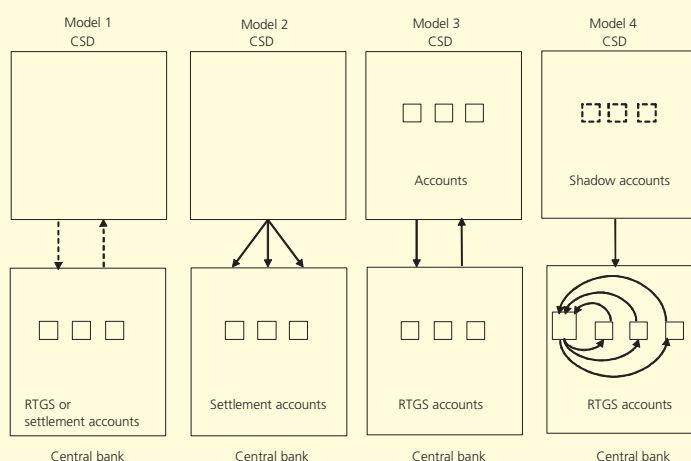 Model 1
CSD
Model 2
CSD
Model 3
CSD
Model 4
CSD
Accounts
Shadow accounts
RTGS or
settlement accounts
Settlement accounts
RTGS accounts
RTGS accounts
Central bank
Central bank
Central bank
Central bank